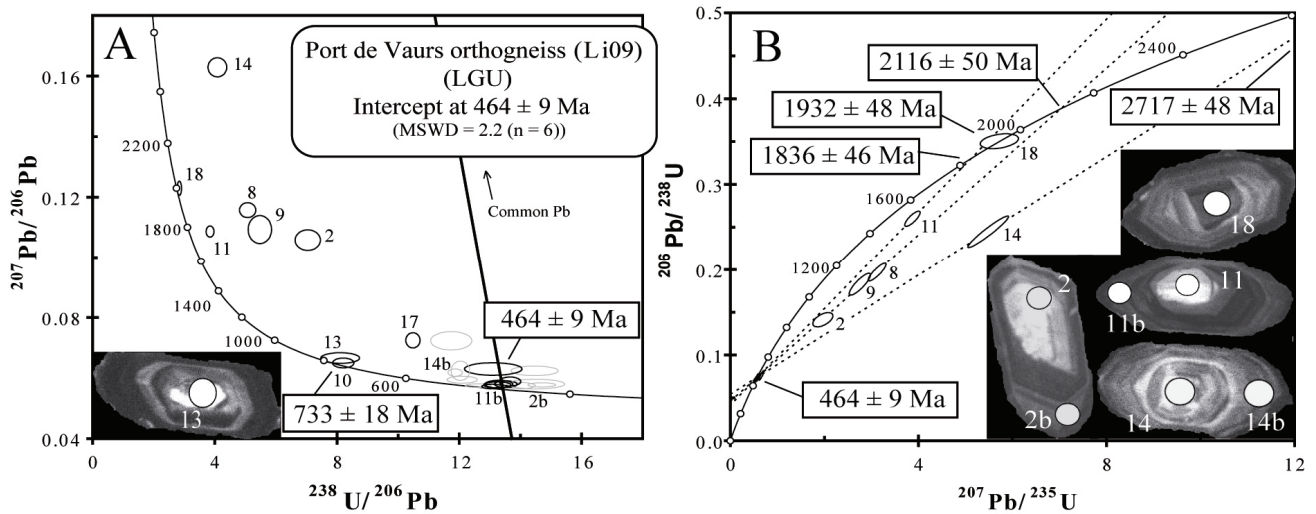 A
Port de Vaurs orthogneiss (Li09)
(LGU)
Intercept at 464 ± 9 Ma
(MSWD = 2.2 (n = 6))
Common Pb
207Pb/206Pb
0.16
0.12
0.08
0.04
14
2200
18
8
9
2
1800
11
1400
1000
17
13
10
14b
600
11b
2b
464 ± 9 Ma
733 ± 18 Ma
13
0
4
8
12
16
238U/206Pb
B
206Pb/238U
0.5
0.4
0.3
0.2
0.1
0.0
2116 ± 50 Ma
1932 ± 48 Ma
1836 ± 46 Ma
2717 ± 48 Ma
2400
2000
18
1600
11
14
1200
8
9
2
464 ± 9 Ma
18
2
11
11b
14
14b
2b
0
4
8
12
207Pb/235U